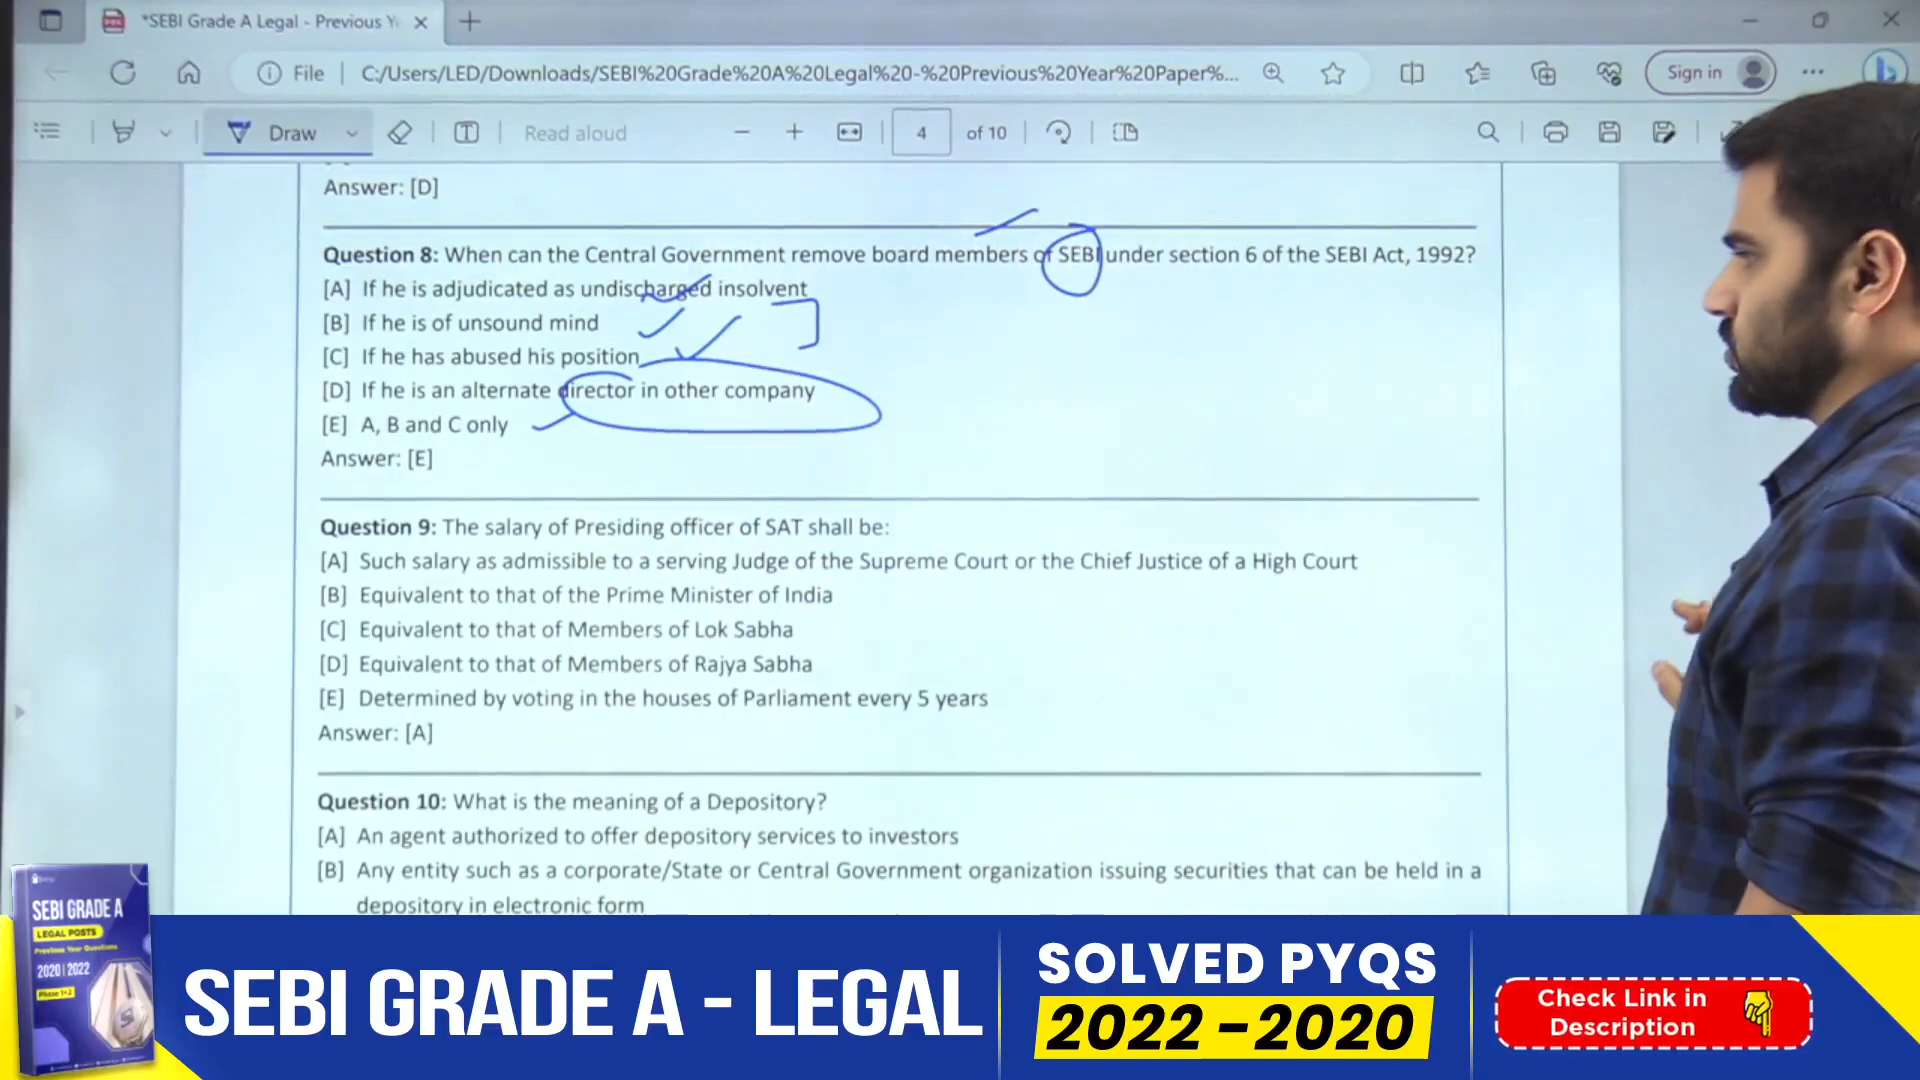 *SEBI Grade A Legal - Previous Ye
File
C:/Users/LED/Downloads/SEBI%20Grade%20A%20Legal%20-%20Previous%20Year%20Paper%...
Sign in
Draw
Read aloud
4 of 10
Answer: [D]
Question 8: When can the Central Government remove board members of SEBI under section 6 of the SEBI Act, 1992?
[A] If he is adjudicated as undischarged insolvent
[B] If he is of unsound mind
[C] If he has abused his position
[D] If he is an alternate director in other company
[E] A, B and C only
Answer: [E]
Question 9: The salary of Presiding officer of SAT shall be:
[A] Such salary as admissible to a serving Judge of the Supreme Court or the Chief Justice of a High Court
[B] Equivalent to that of the Prime Minister of India
[C] Equivalent to that of Members of Lok Sabha
[D] Equivalent to that of Members of Rajya Sabha
[E] Determined by voting in the houses of Parliament every 5 years
Answer: [A]
Question 10: What is the meaning of a Depository?
[A] An agent authorized to offer depository services to investors
[B] Any entity such as a corporate/State or Central Government organization issuing securities that can be held in a
depository in electronic form
SEBI GRADE A
LEGAL POSTS
Previous Year Questions
2020 | 2022
Phase 1+2
SEBI GRADE A - LEGAL
SOLVED PYQS
2022 - 2020
Check Link in
Description